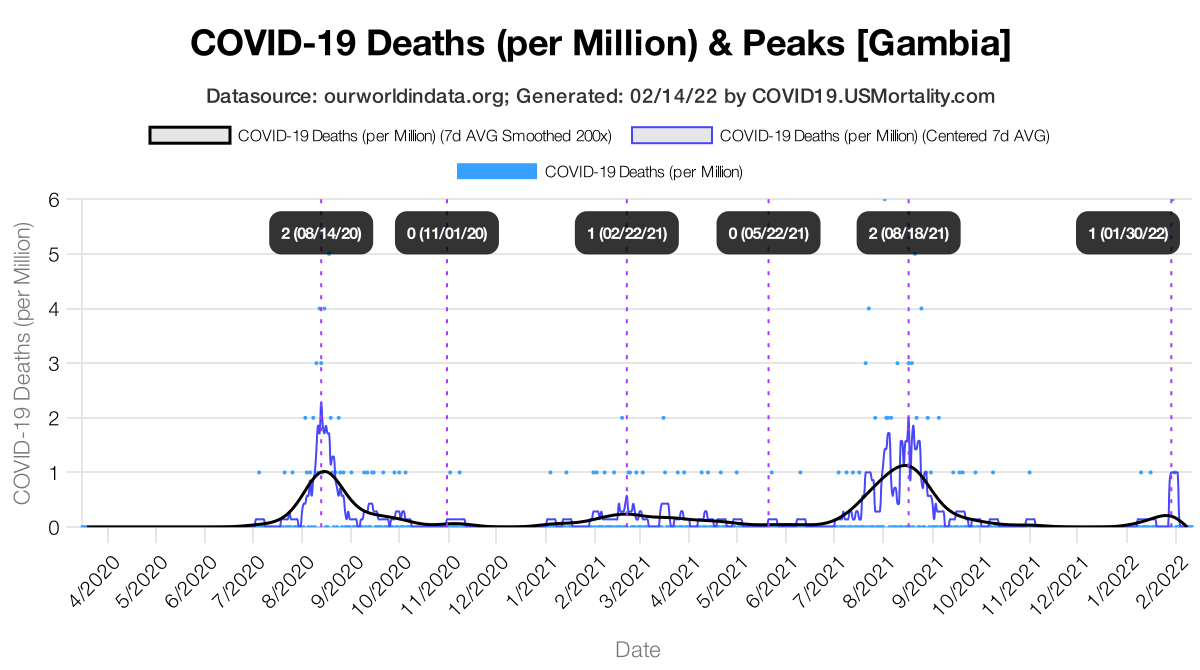 COVID-19 Deaths (per Million) & Peaks [Gambia]
Datasource: ourworldindata.org; Generated: 02/14/22 by COVID19.USMortality.com
COVID-19 Deaths (per Million) (7d AVG Smoothed 200x) COVID-19 Deaths (per Million) (Centered 7d AVG)
COVID-19 Deaths (per Million)
COVID-19 Deaths (per Million)
6
5
4
3
2
1
0
2 (08/14/20) 0 (11/01/20) 1 (02/22/21) 0 (05/22/21) 2 (08/18/21) 1 (01/30/22)
4/2020 5/2020 6/2020 7/2020 8/2020 9/2020 10/2020 11/2020 12/2020 1/2021 2/2021 3/2021 4/2021 5/2021 6/2021 7/2021 8/2021 9/2021 10/2021 11/2021 12/2021 1/2022 2/2022
Date